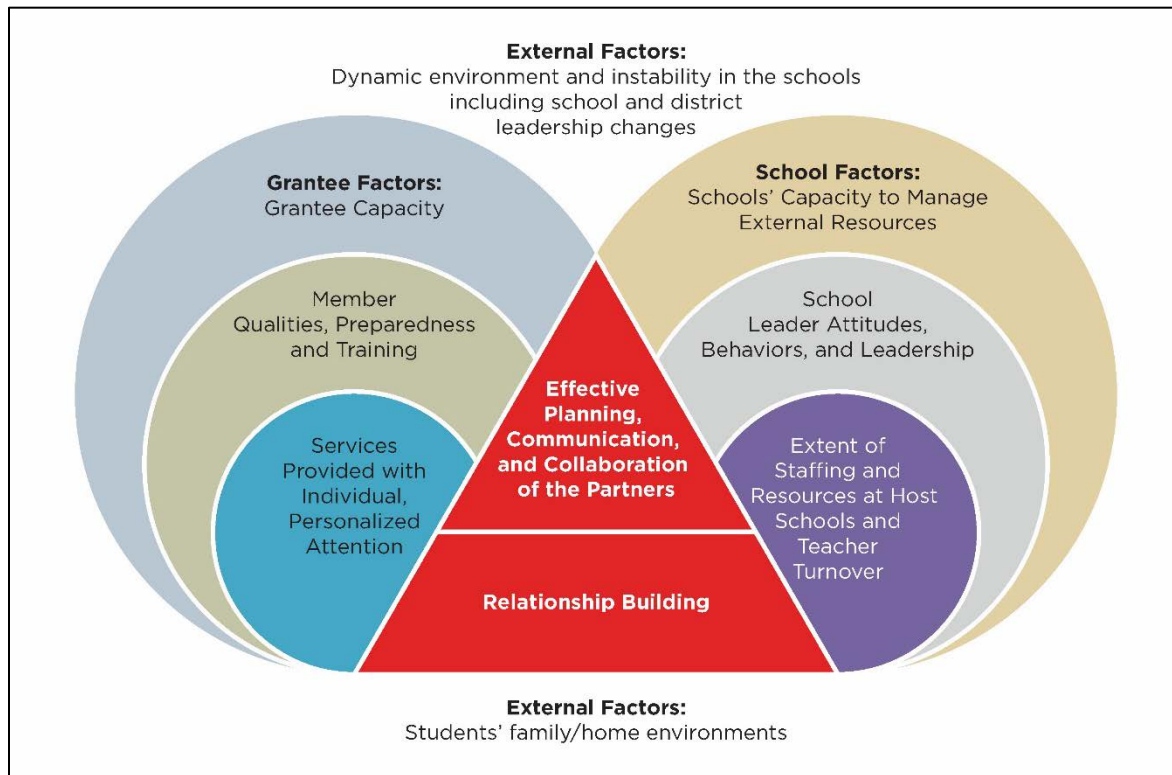 External Factors:
Dynamic environment and instability in the schools
including school and district
leadership changes
Grantee Factors:
Grantee Capacity
School Factors:
Schools’ Capacity to Manage
External Resources
Member
Qualities, Preparedness
and Training
School
Leader Attitudes,
Behaviors, and Leadership
Services
Provided with
Individual,
Personalized
Attention
Effective
Planning,
Communication,
and Collaboration
of the Partners
Extent of
Staffing and
Resources at Host
Schools and
Teacher
Turnover
Relationship Building
External Factors:
Students’ family/home environments